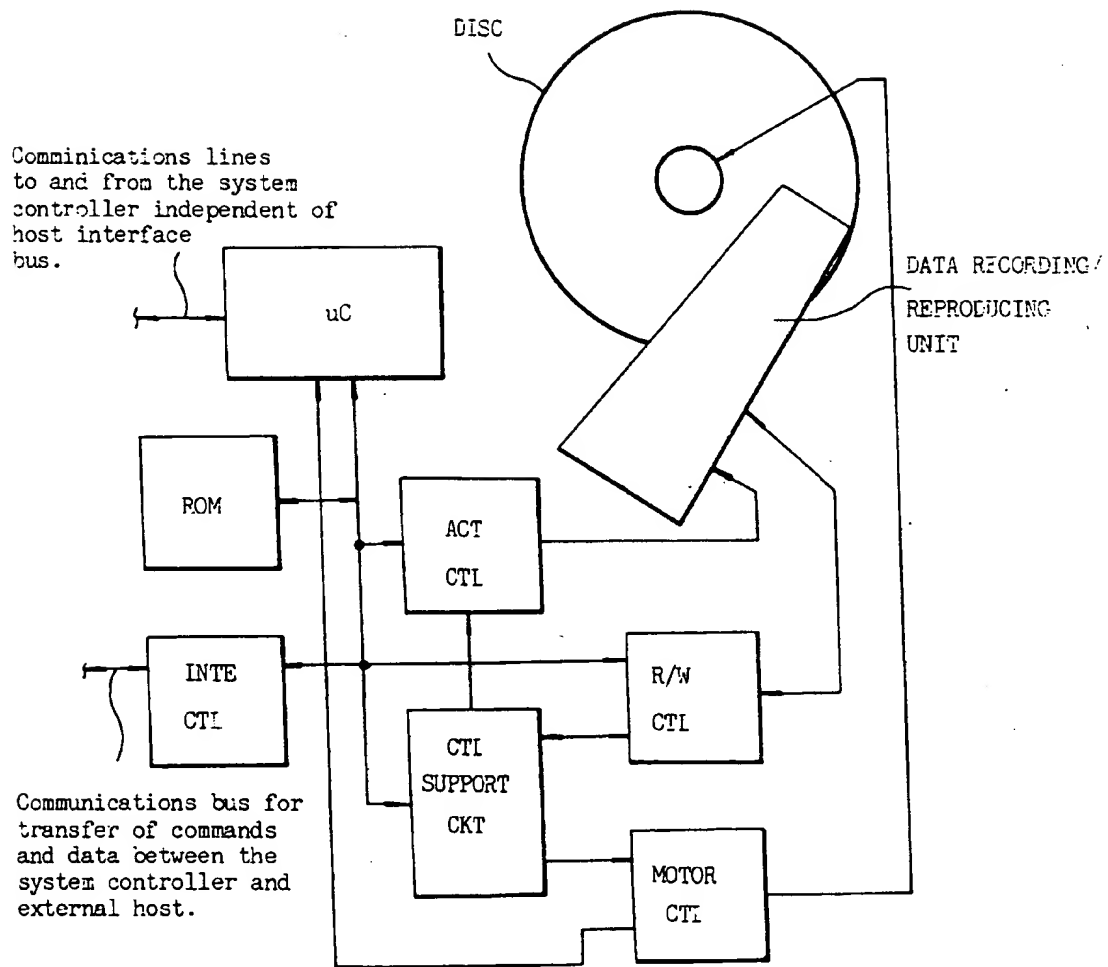 DISC
Comminications lines
to and from the system
controller independent of
host interface
bus.
uC
DATA RECORDING/
REPRODUCING
UNIT
ROM
ACT
CTL
INTE
CTL
R/W
CTL
CTL
SUPPORT
CKT
Communications bus for
transfer of commands
and data between the
system controller and
external host.
MOTOR
CTL